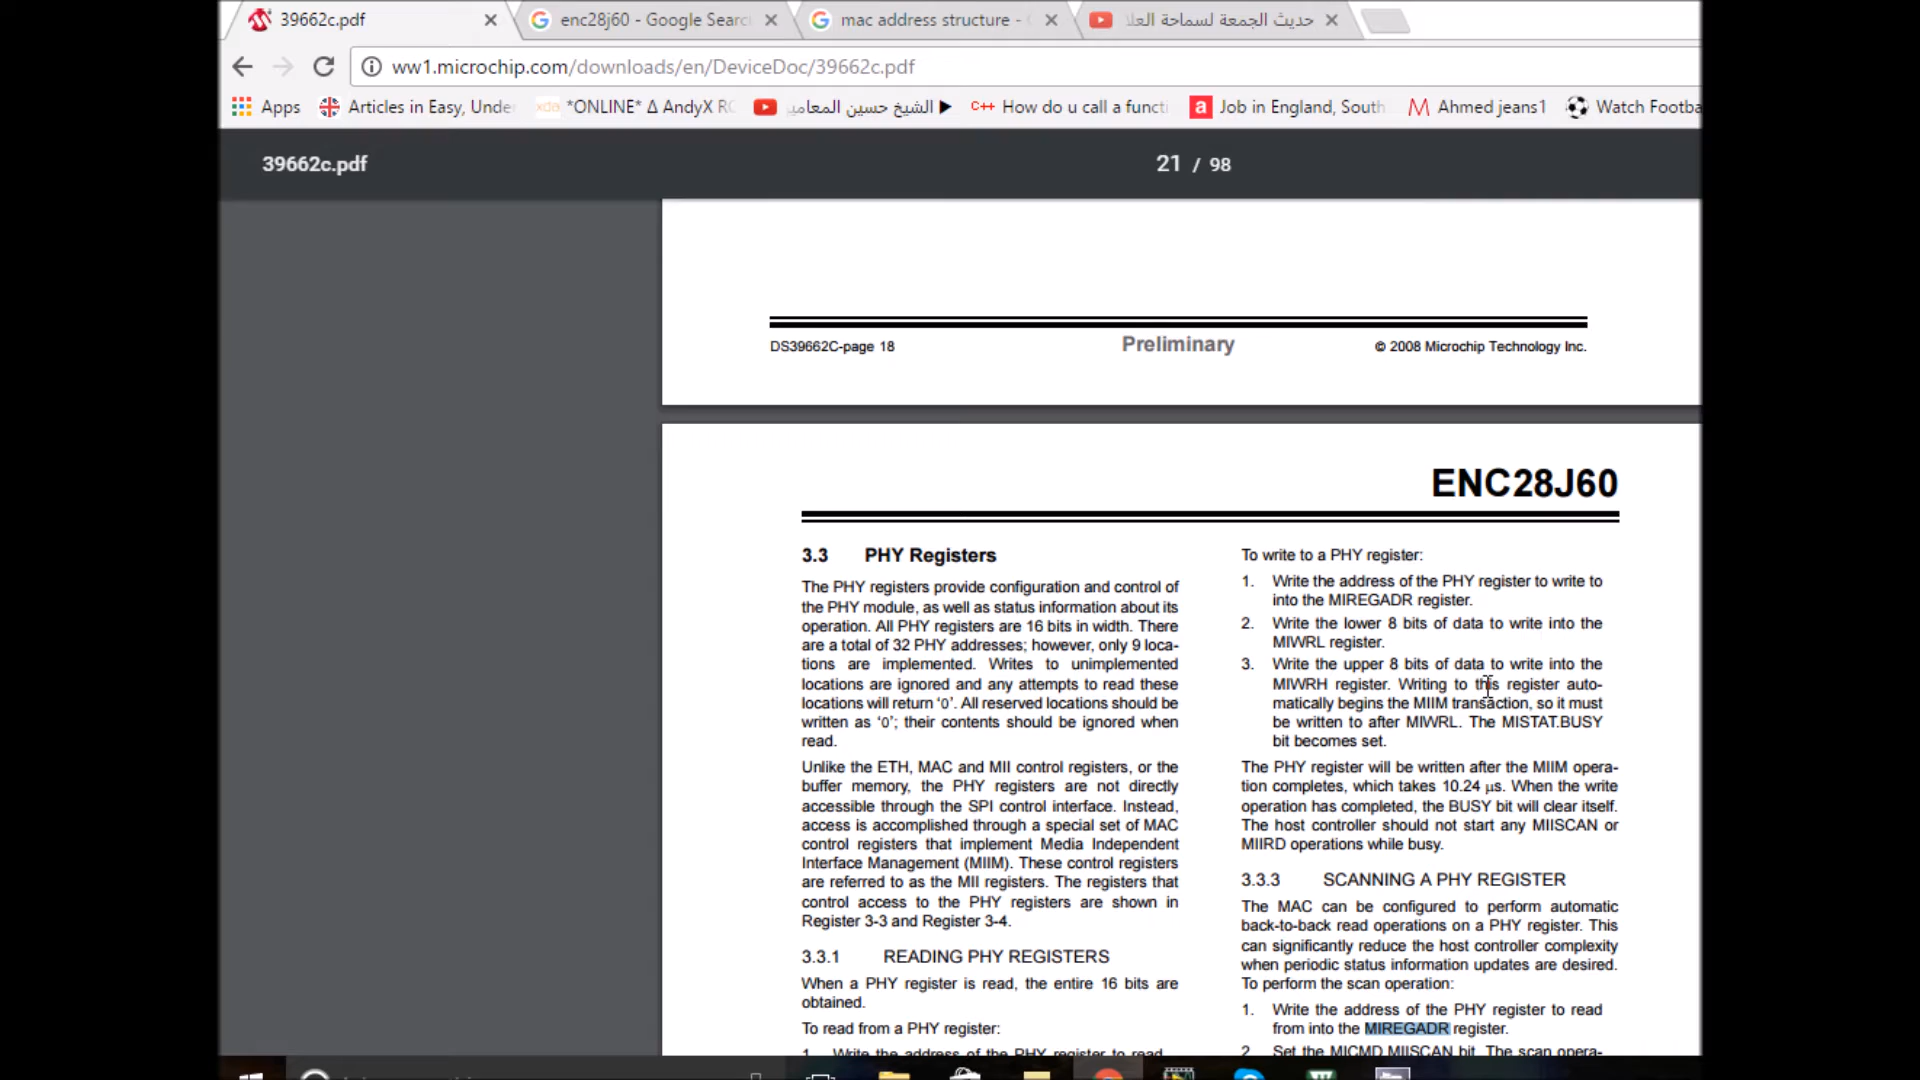 39662c.pdf
enc28j60 - Google Searc
mac address structure -
حديث الجمعة لسماحة العلا
ww1.microchip.com/downloads/en/DeviceDoc/39662c.pdf
Apps
Articles in Easy, Unde
*ONLINE* Δ AndyX R
الشيخ حسين المعامير ▶
C++ How do u call a functi
a Job in England, South
Ahmed jeans1
Watch Footba
39662c.pdf
21 / 98
DS39662C-page 18
Preliminary
© 2008 Microchip Technology Inc.
ENC28J60
3.3 PHY Registers
The PHY registers provide configuration and control of
the PHY module, as well as status information about its
operation. All PHY registers are 16 bits in width. There
are a total of 32 PHY addresses; however, only 9 loca-
tions are implemented. Writes to unimplemented
locations are ignored and any attempts to read these
locations will return ‘0’. All reserved locations should be
written as ‘0’; their contents should be ignored when
read.
Unlike the ETH, MAC and MII control registers, or the
buffer memory, the PHY registers are not directly
accessible through the SPI control interface. Instead,
access is accomplished through a special set of MAC
control registers that implement Media Independent
Interface Management (MIIM). These control registers
are referred to as the MII registers. The registers that
control access to the PHY registers are shown in
Register 3-3 and Register 3-4.
3.3.1 READING PHY REGISTERS
When a PHY register is read, the entire 16 bits are
obtained.
To read from a PHY register:
1. Write the address of the PHY register to read
To write to a PHY register:
1. Write the address of the PHY register to write to
into the MIREGADR register.
2. Write the lower 8 bits of data to write into the
MIWRL register.
3. Write the upper 8 bits of data to write into the
MIWRH register. Writing to this register auto-
matically begins the MIIM transaction, so it must
be written to after MIWRL. The MISTAT.BUSY
bit becomes set.
The PHY register will be written after the MIIM opera-
tion completes, which takes 10.24 μs. When the write
operation has completed, the BUSY bit will clear itself.
The host controller should not start any MIISCAN or
MIIRD operations while busy.
3.3.3 SCANNING A PHY REGISTER
The MAC can be configured to perform automatic
back-to-back read operations on a PHY register. This
can significantly reduce the host controller complexity
when periodic status information updates are desired.
To perform the scan operation:
1. Write the address of the PHY register to read
from into the MIREGADR register.
2. Set the MICMD.MIISCAN bit. The scan opera-